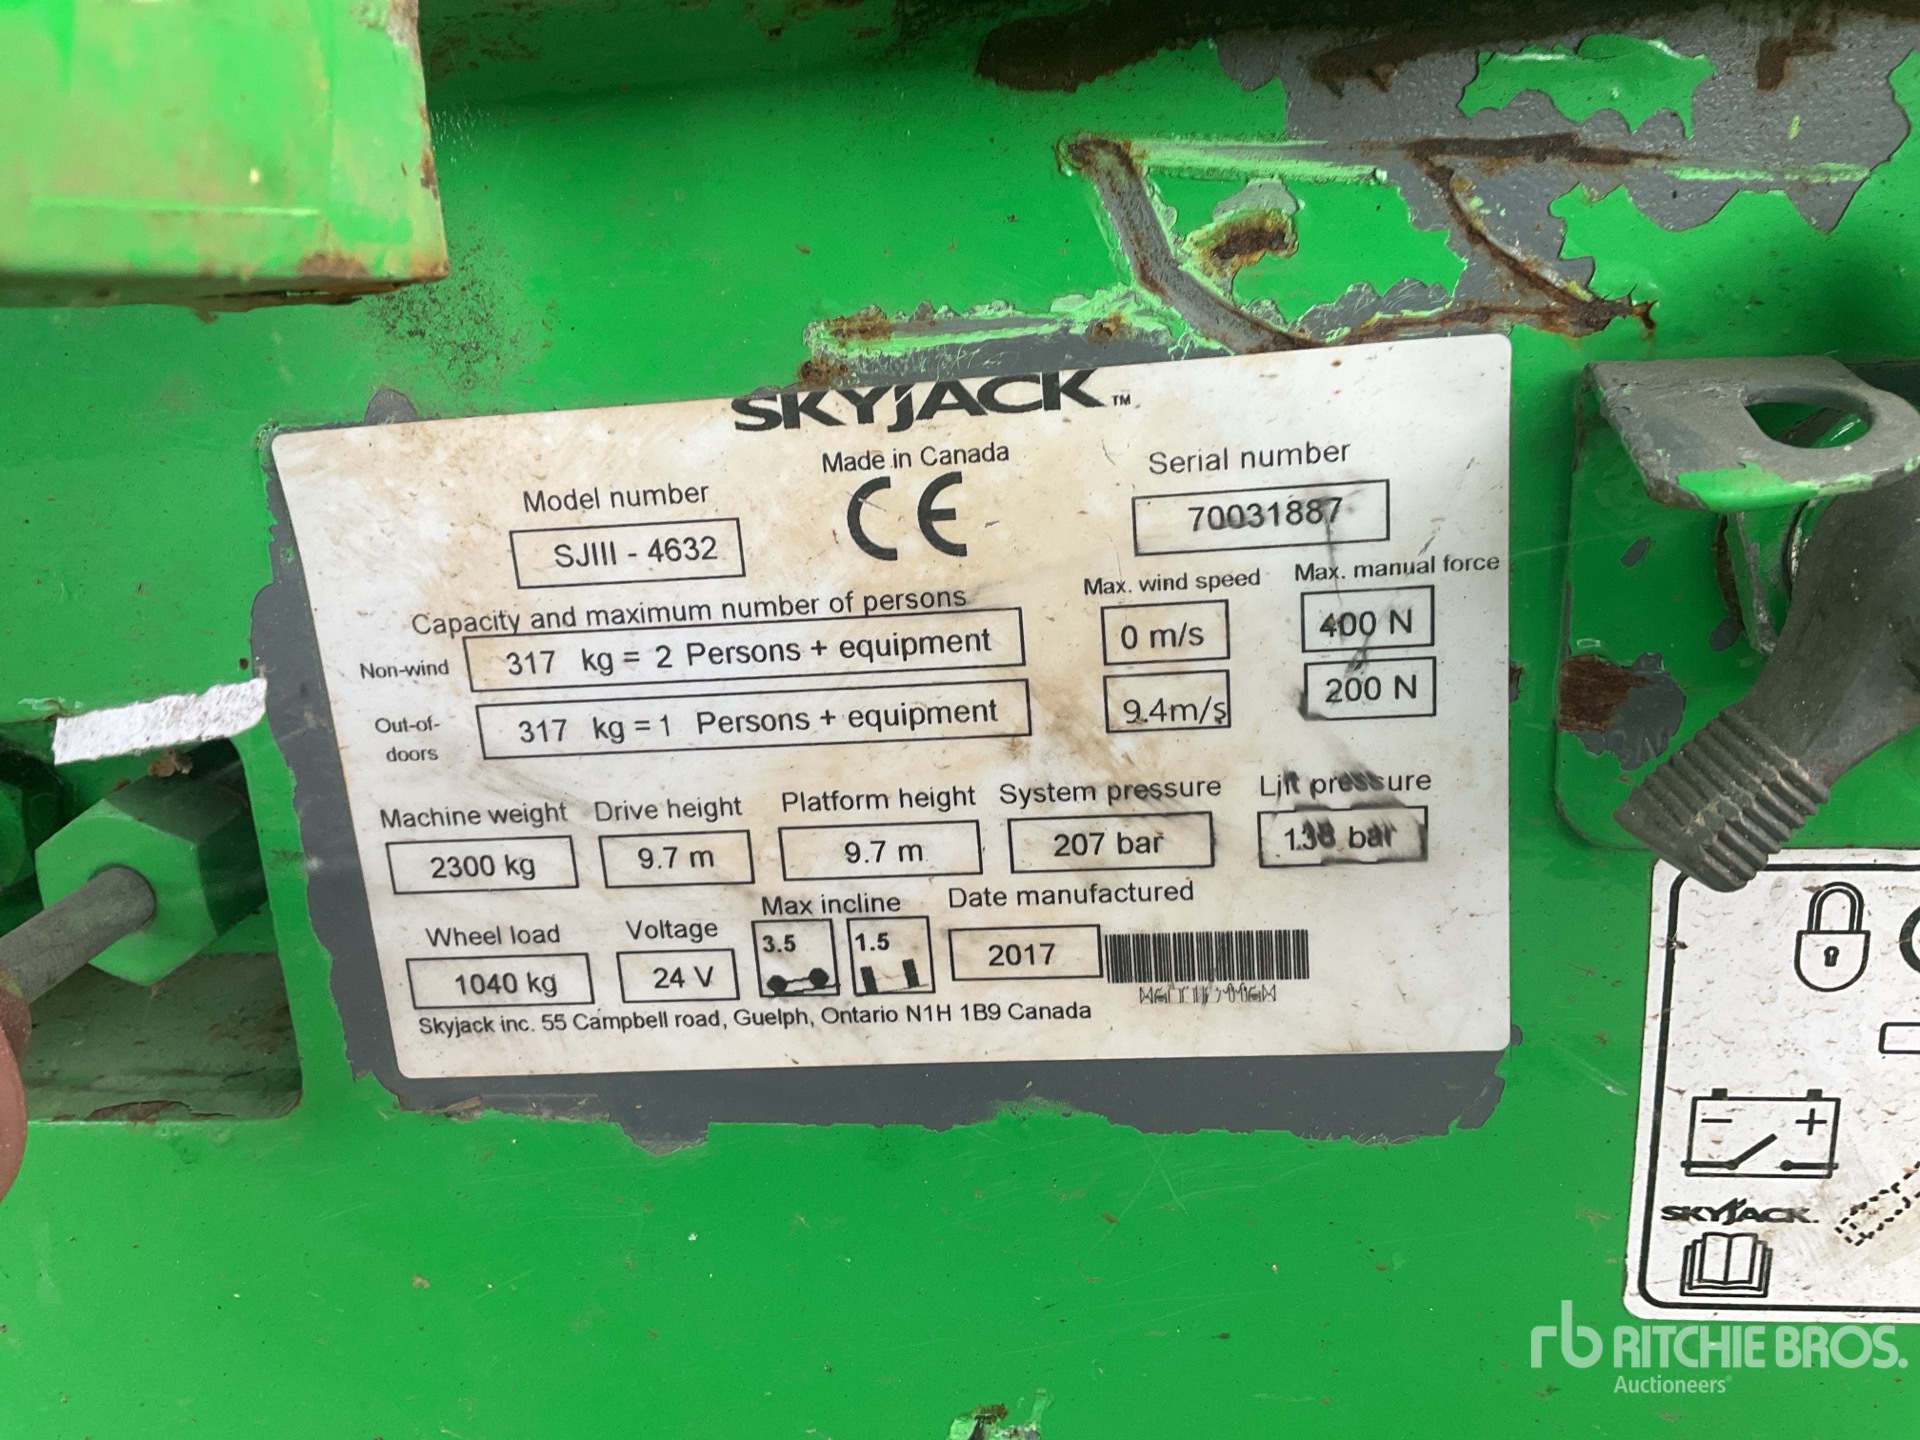 SKYJACK™
Made in Canada
CE
Model number
SJIII - 4632
Serial number
70031887
Capacity and maximum number of persons
Max. wind speed
Max. manual force
Non-wind
317 kg = 2 Persons + equipment
0 m/s
400 N
Out-of-doors
317 kg = 1 Persons + equipment
9.4m/s
200 N
Machine weight
2300 kg
Drive height
9.7 m
Platform height
9.7 m
System pressure
207 bar
Lift pressure
138 bar
Wheel load
1040 kg
Voltage
24 V
Max incline
3.5
1.5
Date manufactured
2017
Skyjack inc. 55 Campbell road, Guelph, Ontario N1H 1B9 Canada
- +
SKYJACK
rb RITCHIE BROS.
Auctioneers